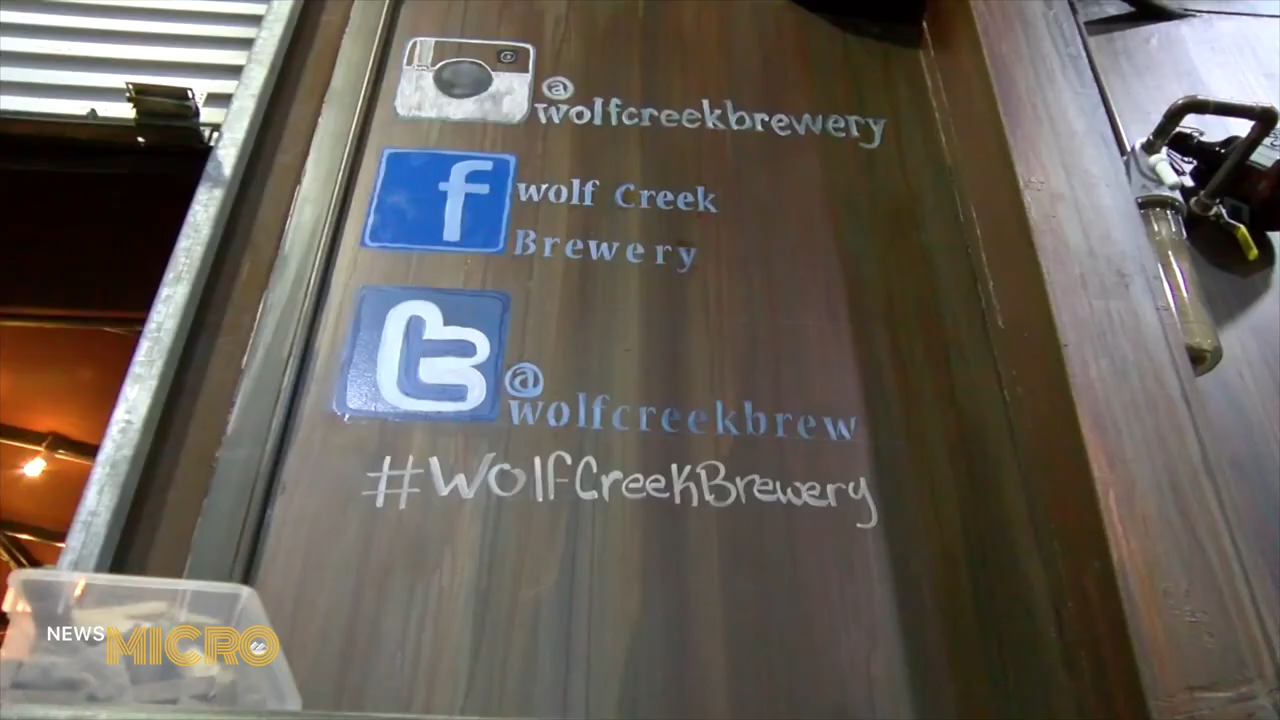 @
wolfcreekbrewery
f
wolf Creek
Brewery
t
@
wolfcreekbrew
#WolfCreekBrewery
NEWS MICRO